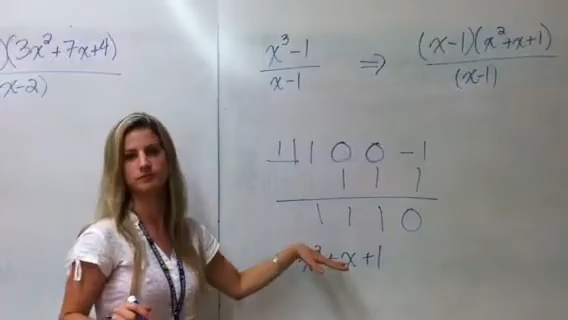 )(3x²+7x+4)
x-2)
x³-1
x-1
⇒
(x-1)(x²+x+1)
(x-1)
1| 1 0 0 -1
1 1 1
1 1 1 0
x²+x+1